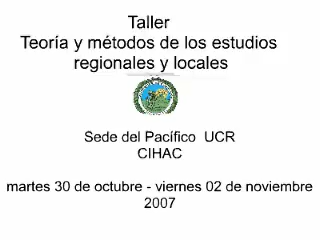 Taller
Teoría y métodos de los estudios
regionales y locales
Sede del Pacífico UCR
CIHAC
martes 30 de octubre - viernes 02 de noviembre
2007